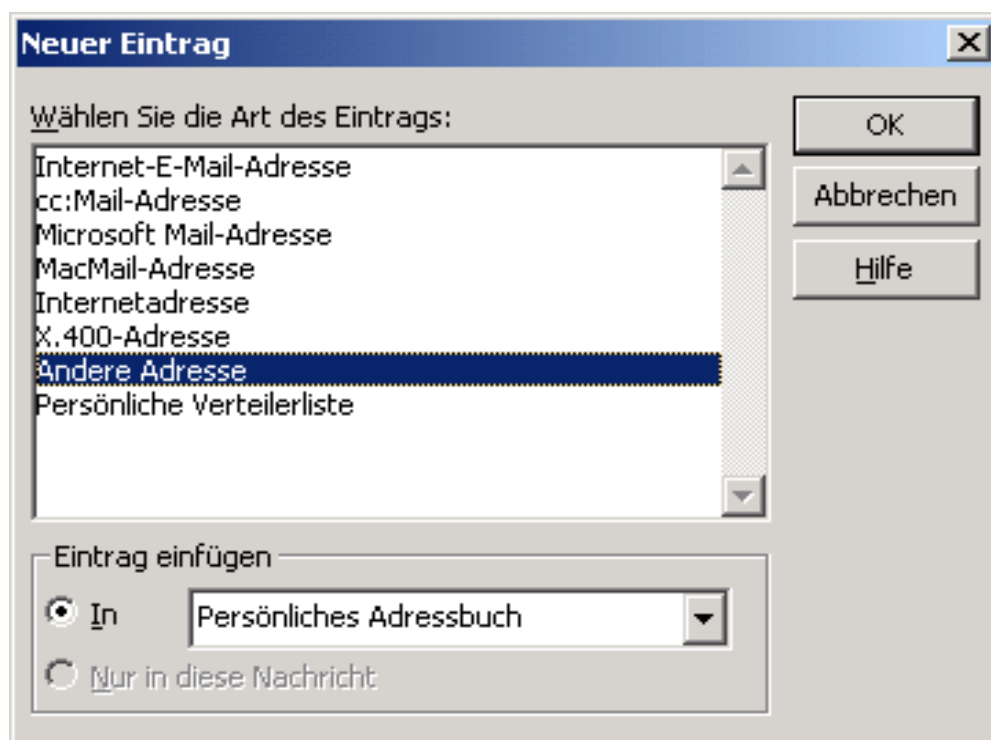 Neuer Eintrag
Wählen Sie die Art des Eintrags:
Internet-E-Mail-Adresse
cc:Mail-Adresse
Microsoft Mail-Adresse
MacMail-Adresse
Internetadresse
X.400-Adresse
Andere Adresse
Persönliche Verteilerliste
OK
Abbrechen
Hilfe
Eintrag einfügen
In Persönliches Adressbuch
Nur in diese Nachricht